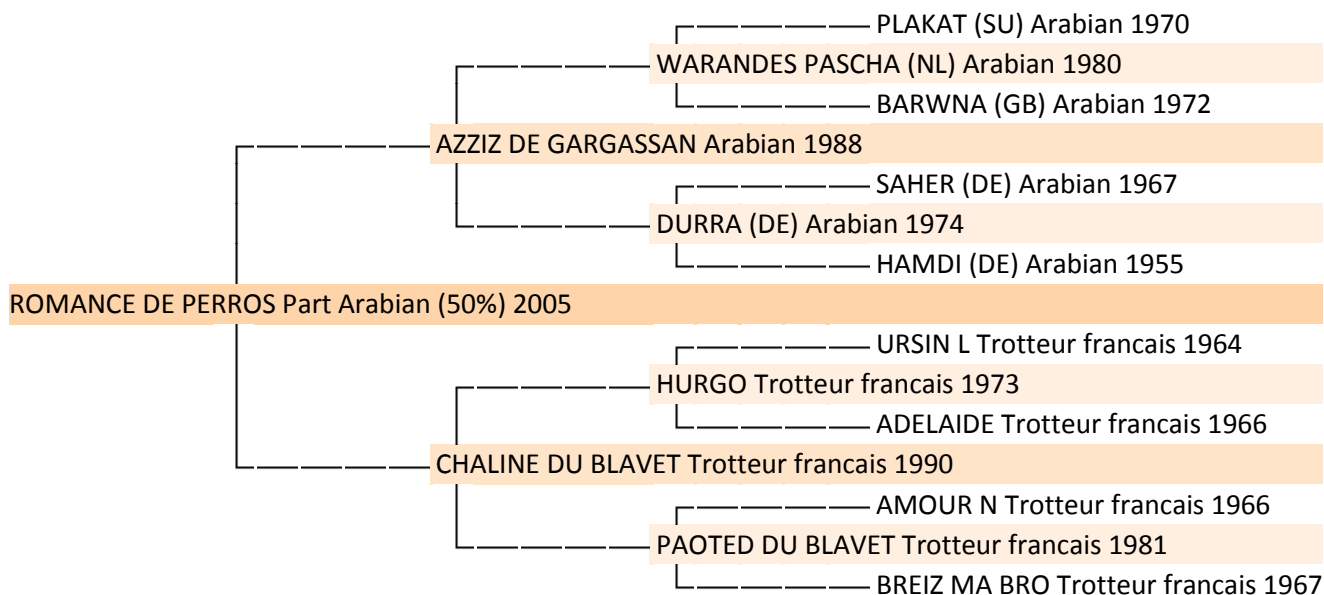 PLAKAT (SU) Arabian 1970
WARANDES PASCHA (NL) Arabian 1980
BARWNA (GB) Arabian 1972
AZZIZ DE GARGASSAN Arabian 1988
SAHER (DE) Arabian 1967
DURRA (DE) Arabian 1974
HAMDI (DE) Arabian 1955
ROMANCE DE PERROS Part Arabian (50%) 2005
URSIN L Trotteur francais 1964
HURGO Trotteur francais 1973
ADELAIDE Trotteur francais 1966
CHALINE DU BLAVET Trotteur francais 1990
AMOUR N Trotteur francais 1966
PAOTED DU BLAVET Trotteur francais 1981
BREIZ MA BRO Trotteur francais 1967